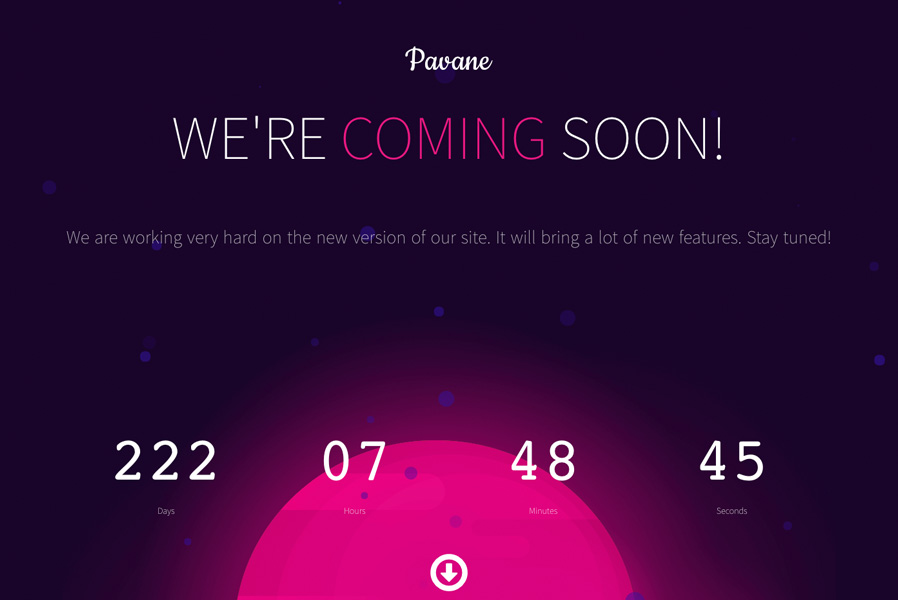 Pavane
WE'RE COMING SOON!
We are working very hard on the new version of our site. It will bring a lot of new features. Stay tuned!
222 07 48 45
Days Hours Minutes Seconds